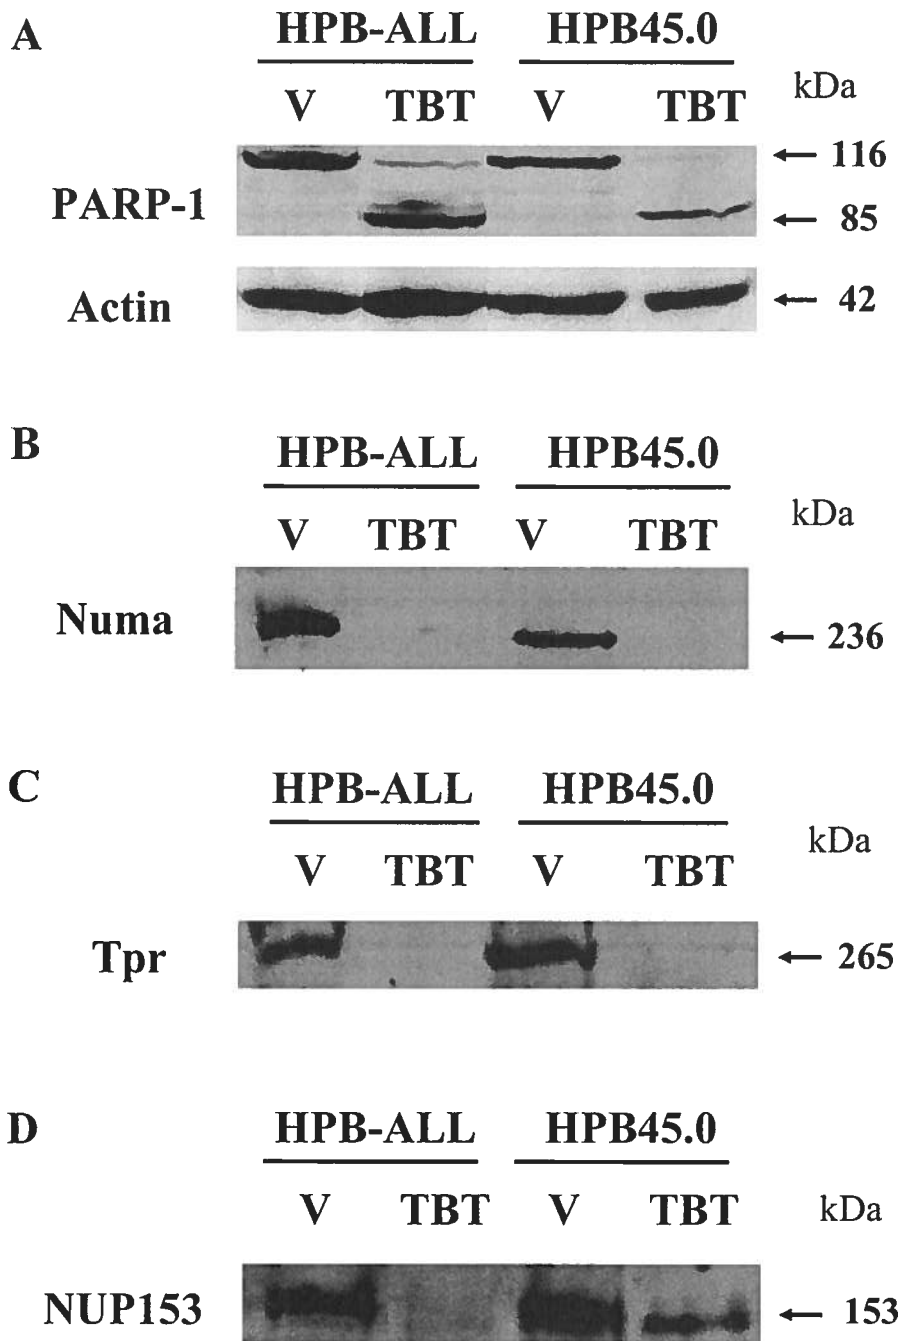 A
HPB-ALL HPB45.0
V TBT V TBT kDa
PARP-1
116
85
Actin
42
B
HPB-ALL HPB45.0
V TBT V TBT kDa
Numa
236
C
HPB-ALL HPB45.0
V TBT V TBT kDa
Tpr
265
D
HPB-ALL HPB45.0
V TBT V TBT kDa
NUP153
153